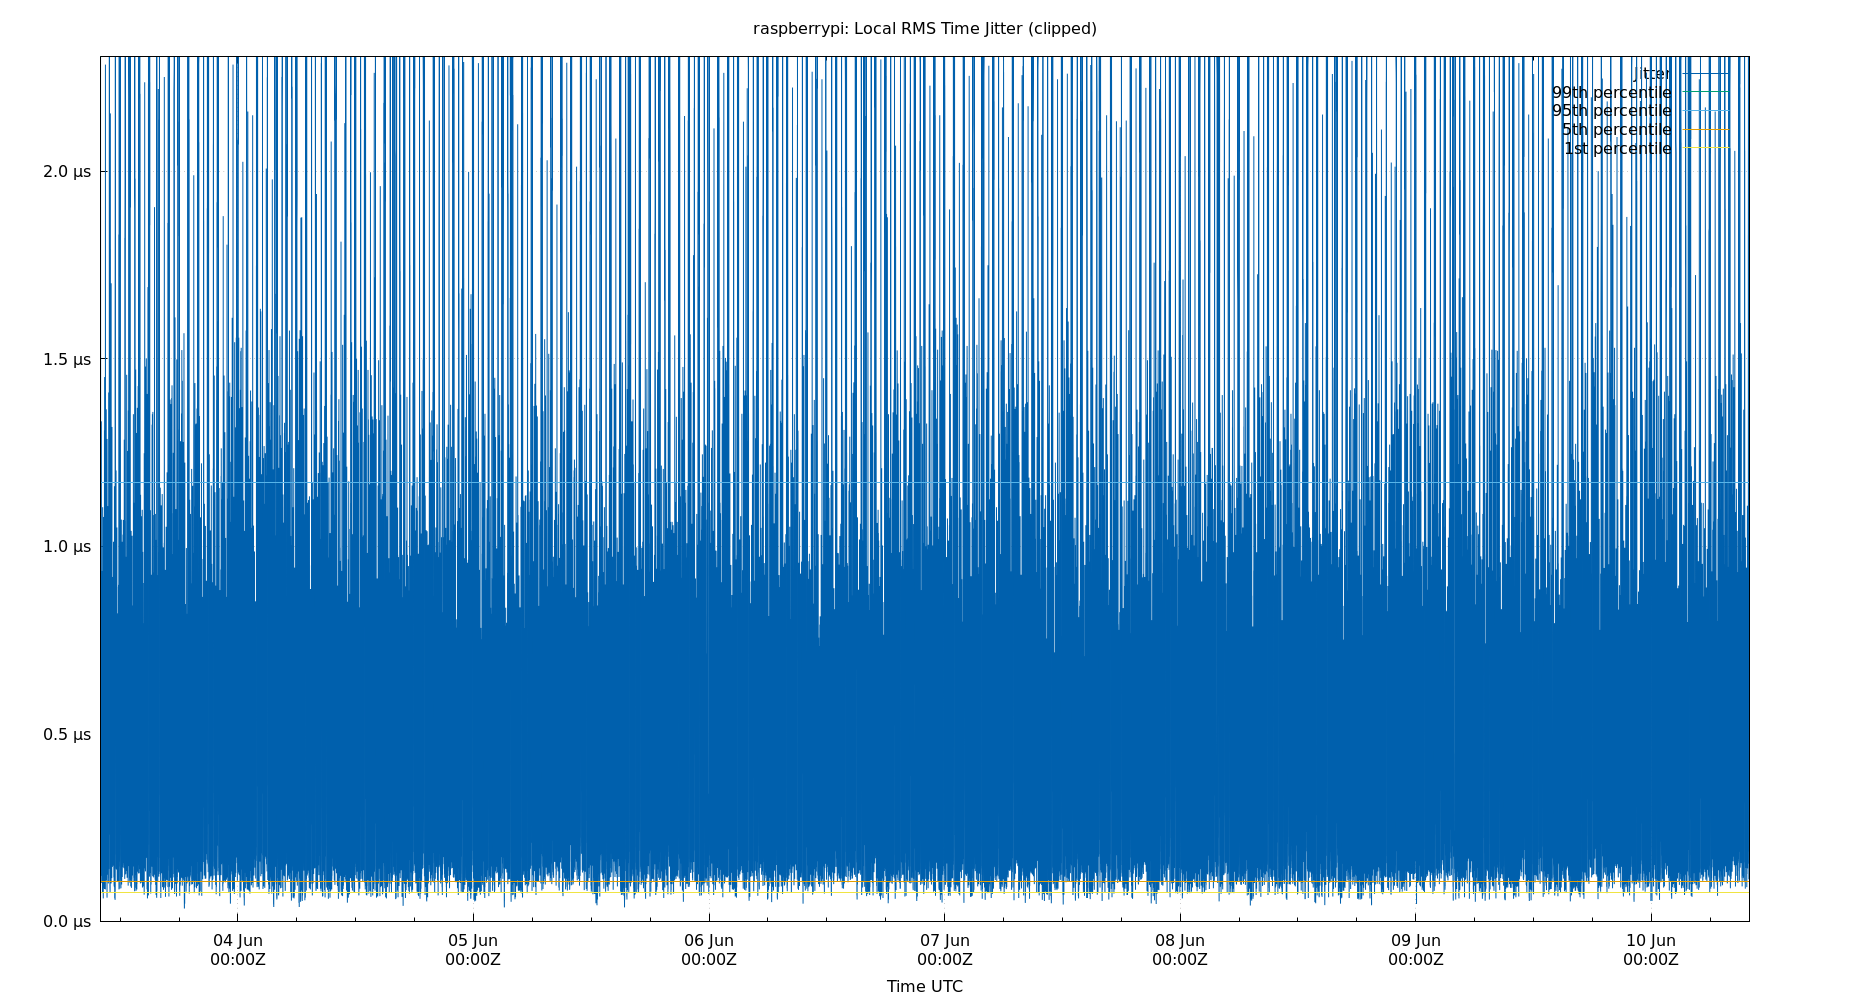 raspberrypi: Local RMS Time Jitter (clipped)
Jitter
99th percentile
95th percentile
5th percentile
1st percentile
2.0 µs
1.5 µs
1.0 µs
0.5 µs
0.0 µs
04 Jun 05 Jun 06 Jun 07 Jun 08 Jun 09 Jun 10 Jun
00:00Z 00:00Z 00:00Z 00:00Z 00:00Z 00:00Z 00:00Z
Time UTC